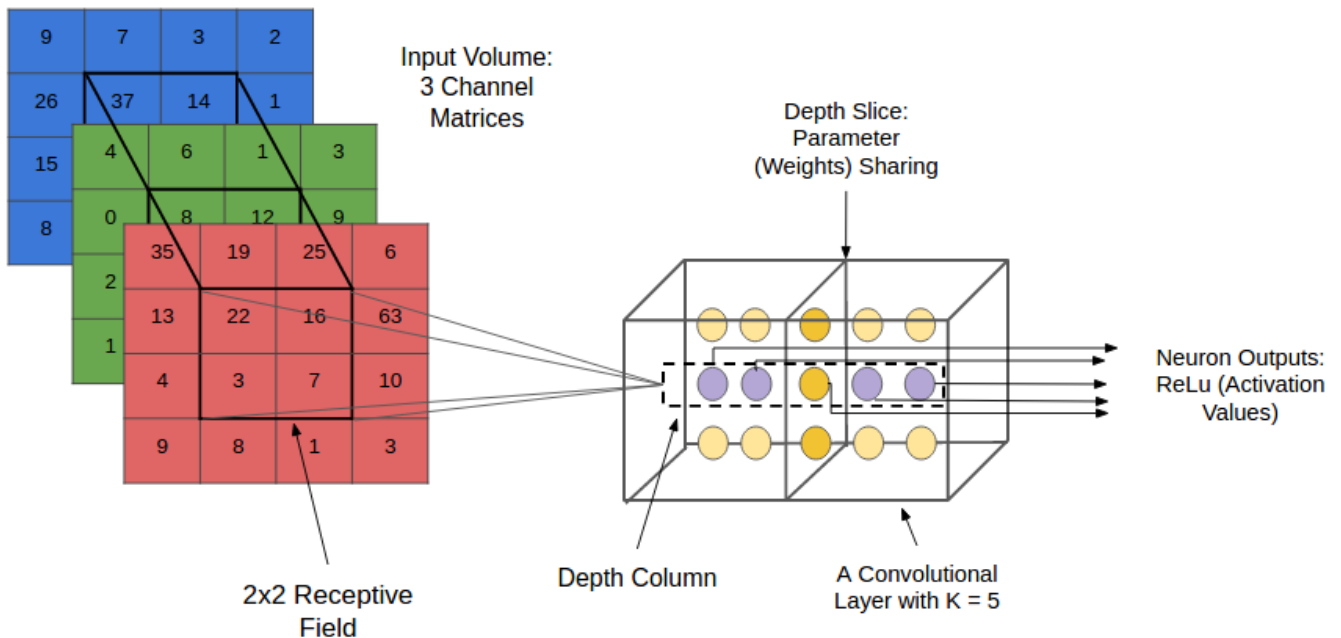 9 7 3 2
26 37 14 1
15
8
4 6 1 3
0 8 12 9
2
1
35 19 25 6
13 22 16 63
4 3 7 10
9 8 1 3
Input Volume:
3 Channel
Matrices
2x2 Receptive
Field
Depth Slice:
Parameter
(Weights) Sharing
Depth Column
A Convolutional
Layer with K = 5
Neuron Outputs:
ReLu (Activation
Values)